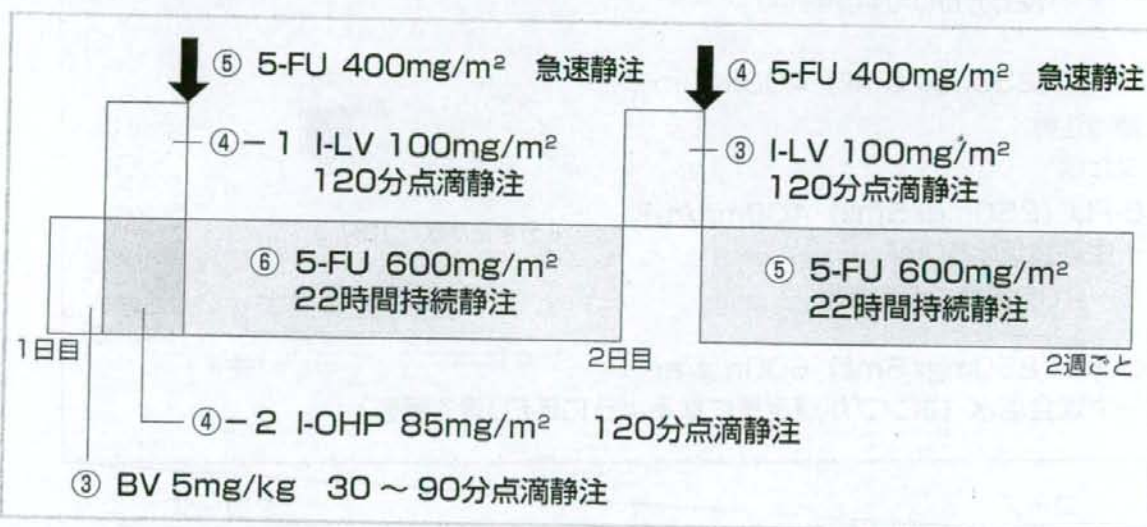 ⑤ 5-FU 400mg/m² 急速静注
④－1 l-LV 100mg/m²
120分点滴静注
⑥ 5-FU 600mg/m²
22時間持続静注
④ 5-FU 400mg/m² 急速静注
③ l-LV 100mg/m²
120分点滴静注
⑤ 5-FU 600mg/m²
22時間持続静注
1日目
2日目
2週ごと
④－2 l-OHP 85mg/m² 120分点滴静注
③ BV 5mg/kg 30～90分点滴静注